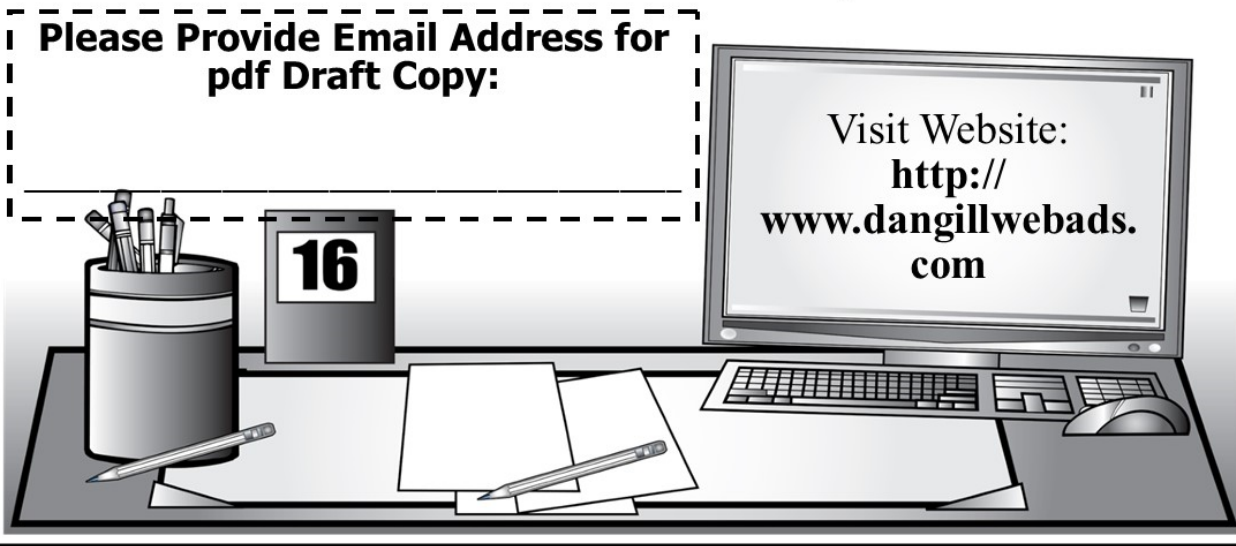 Please Provide Email Address for
pdf Draft Copy:
16
Visit Website:
http://
www.dangillwebads.
com